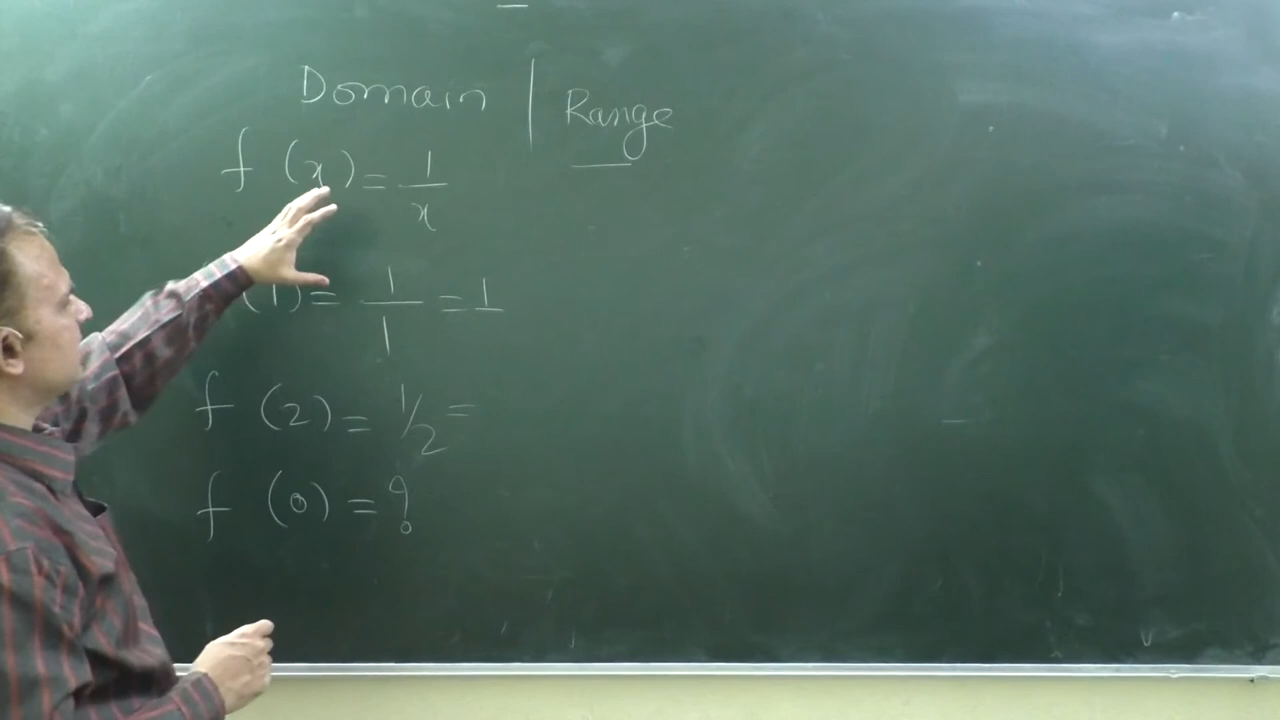 Domain | Range
f (x) = 1/x
(1) = 1/1 = 1
f (2) = 1/2 =
f (0) = ?